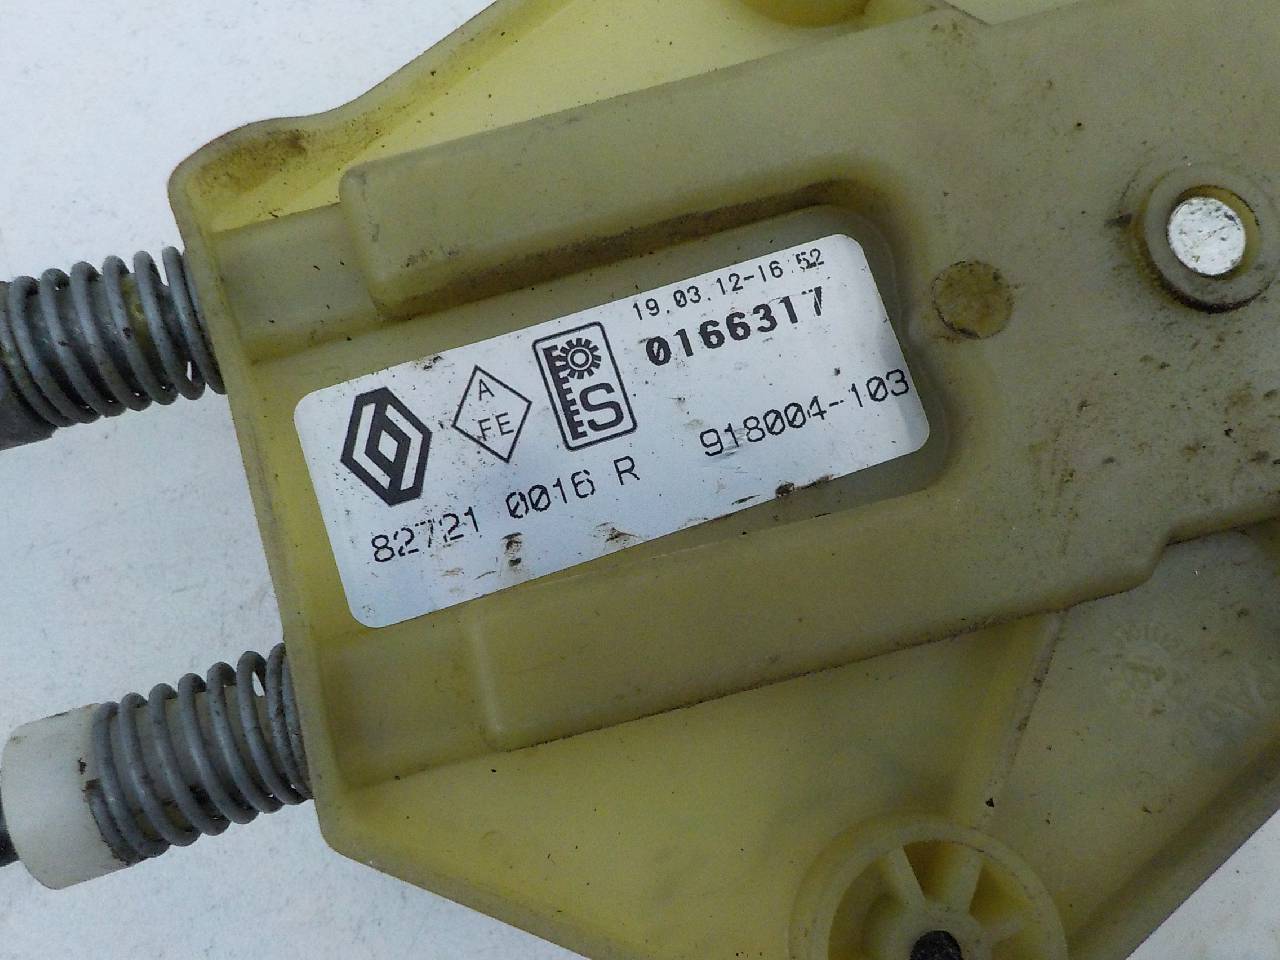 19.03.12-16:52
0166317
A
FE
S
918004-103
82721 0016 R